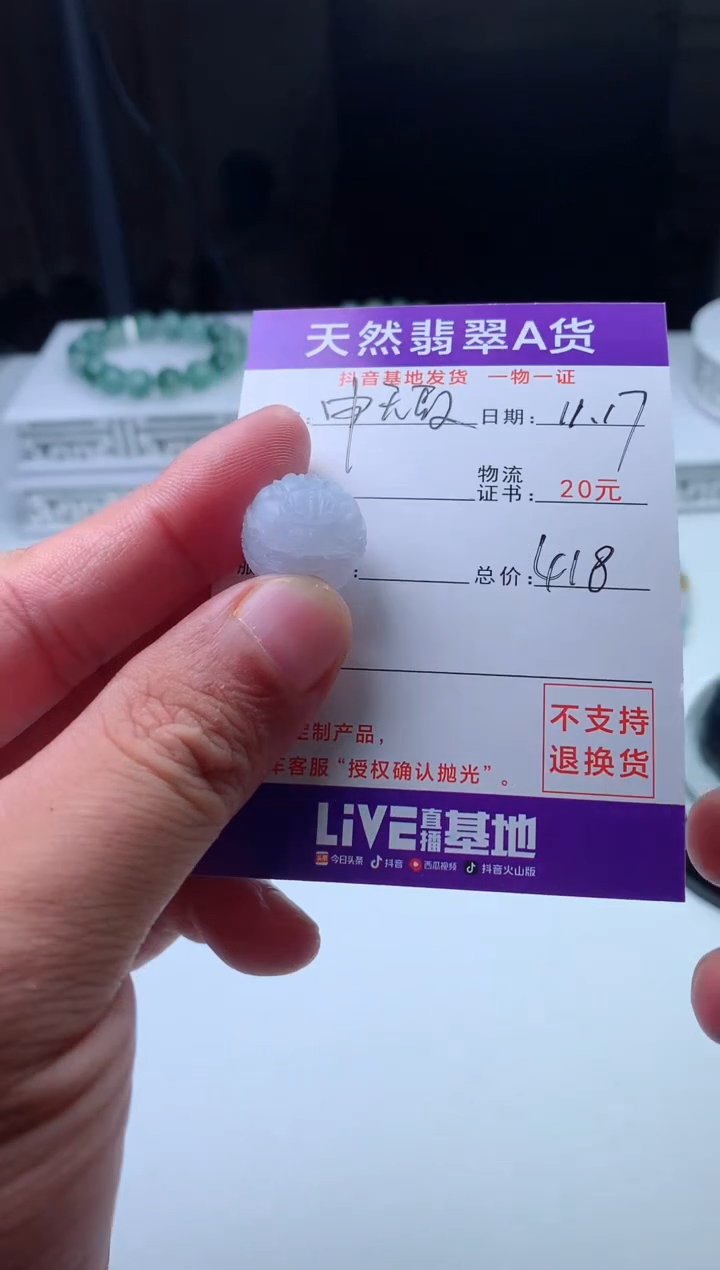 天然翡翠A货
抖音基地发货 一物一证
: 申无敌 日期: 11.17
物流
证书: 20元
: 总价: 418
定制产品，
客服“授权确认抛光”。
不支持
退换货
LiVE直播基地
今日头条 抖音 西瓜视频 抖音火山版